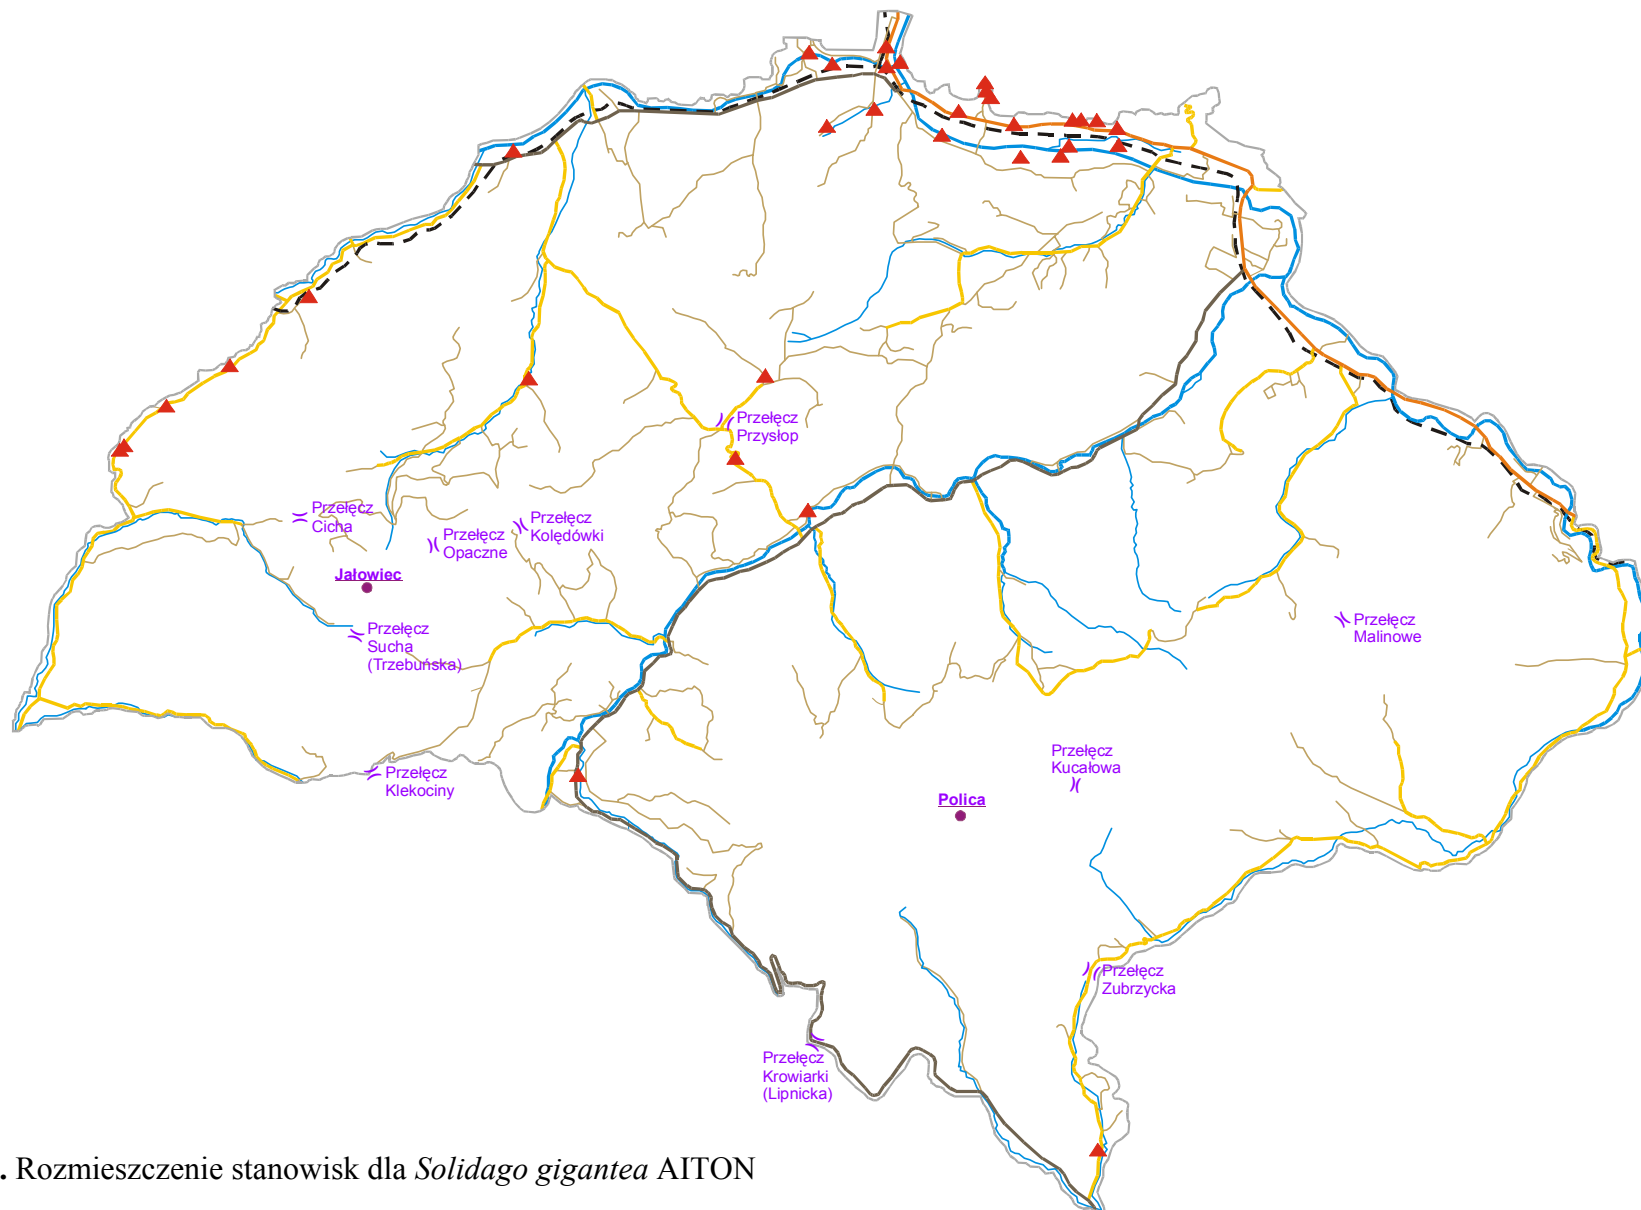 Przełęcz
Przysłop
Przełęcz
Cicha
Przełęcz
Kolędówki
Przełęcz
Opaczne
Jałowiec
Przełęcz
Sucha
(Trzebuńska)
Przełęcz
Malinowe
Przełęcz
Kucałowa
Przełęcz
Klekociny
Polica
Przełęcz
Zubrzycka
Przełęcz
Krowiarki
(Lipnicka)
. Rozmieszczenie stanowisk dla Solidago gigantea AITON